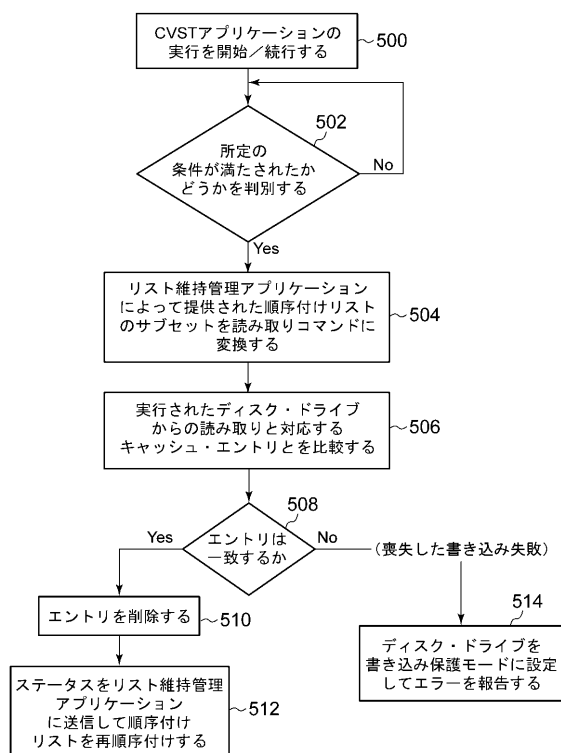 CVSTアプリケーションの
実行を開始／続行する
500
502
所定の
条件が満たされたか
どうかを判別する
No
Yes
リスト維持管理アプリケーション
によって提供された順序付けリスト
のサブセットを読み取りコマンドに
変換する
504
実行されたディスク・ドライブ
からの読み取りと対応する
キャッシュ・エントリとを比較する
506
508
エントリは
一致するか
Yes
No
(喪失した書き込み失敗)
エントリを削除する
510
514
ディスク・ドライブを
書き込み保護モードに設定
してエラーを報告する
ステータスをリスト維持管理
アプリケーション
に送信して順序付け
リストを再順序付けする
512